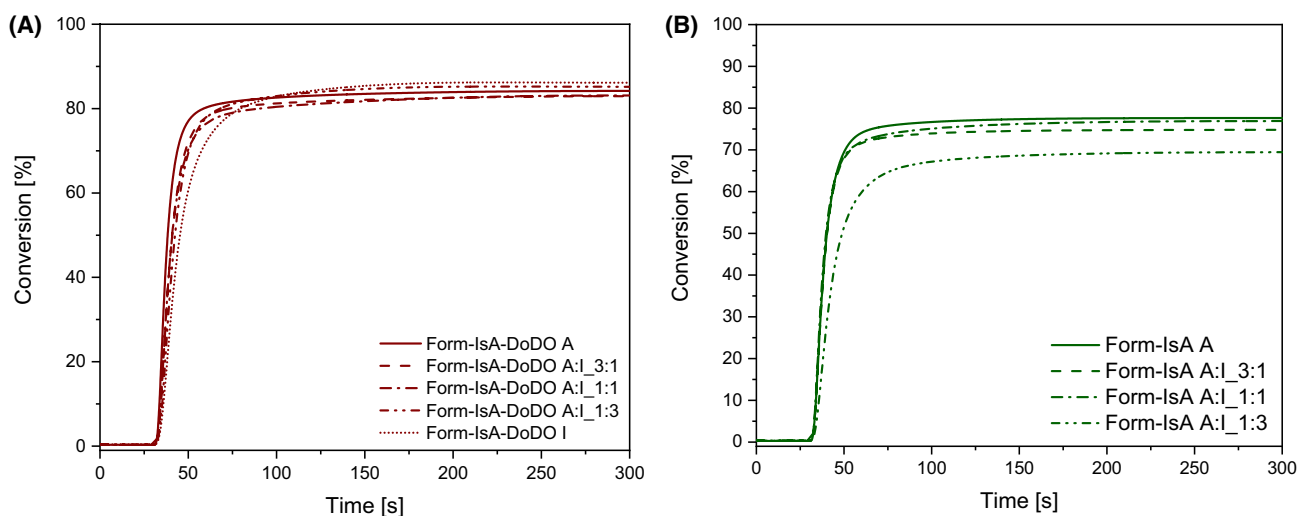 (A)
Conversion [%]
100
80
60
40
20
0
Form-IsA-DoDO A
Form-IsA-DoDO A:I_3:1
Form-IsA-DoDO A:I_1:1
Form-IsA-DoDO A:I_1:3
Form-IsA-DoDO I
0 50 100 150 200 250 300
Time [s]
(B)
Conversion [%]
100
90
80
70
60
50
40
30
20
10
0
Form-IsA A
Form-IsA A:I_3:1
Form-IsA A:I_1:1
Form-IsA A:I_1:3
0 50 100 150 200 250 300
Time [s]